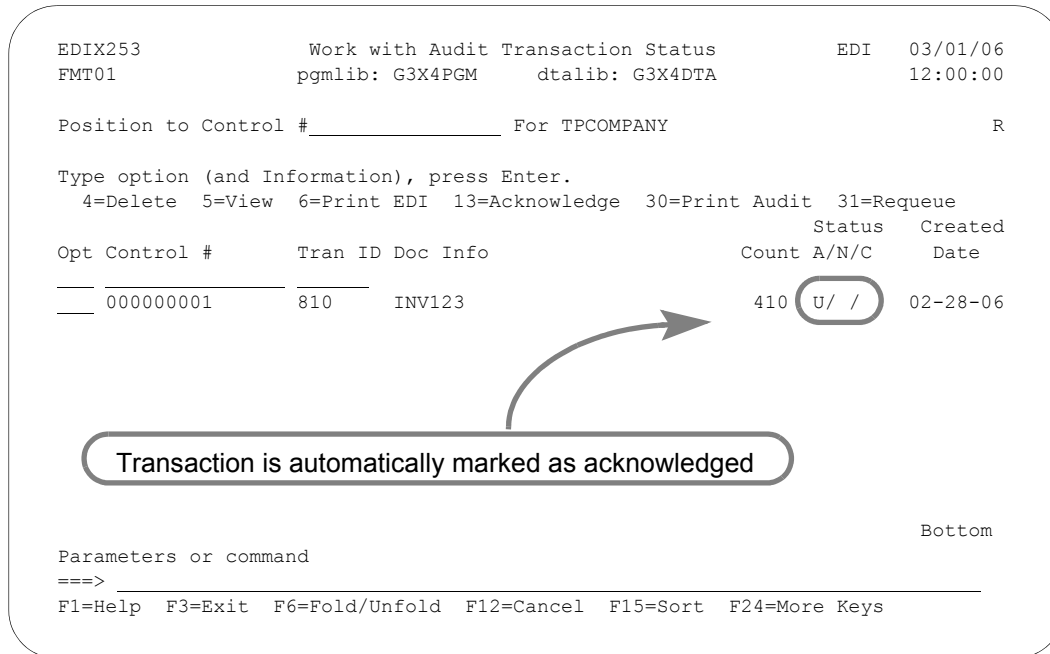 EDIX253 Work with Audit Transaction Status EDI 03/01/06
FMT01 pgmlib: G3X4PGM dtalib: G3X4DTA 12:00:00
Position to Control # For TPCOMPANY R
Type option (and Information), press Enter.
4=Delete 5=View 6=Print EDI 13=Acknowledge 30=Print Audit 31=Requeue
Status Created
Opt Control # Tran ID Doc Info Count A/N/C Date
000000001 810 INV123 410 U/ / 02-28-06
Transaction is automatically marked as acknowledged
Bottom
Parameters or command
===>
F1=Help F3=Exit F6=Fold/Unfold F12=Cancel F15=Sort F24=More Keys